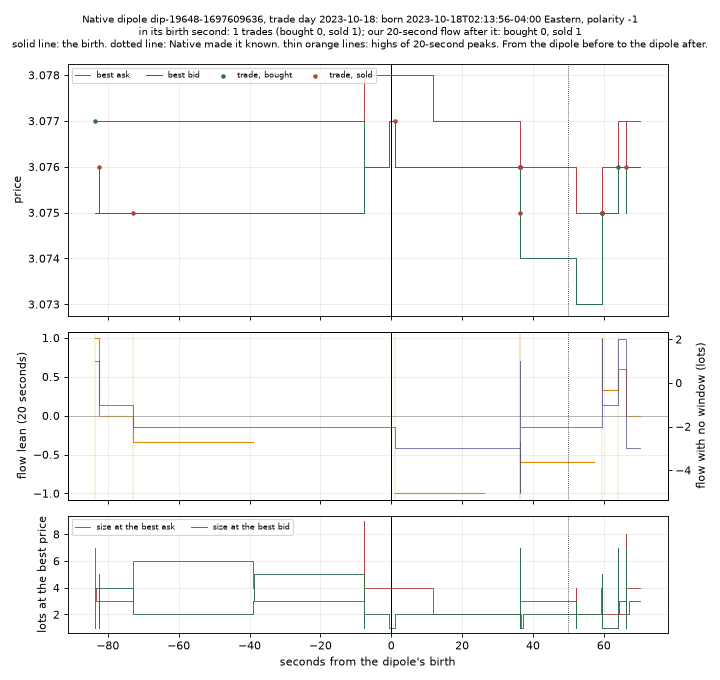 Native dipole dip-19648-1697609636, trade day 2023-10-18: born 2023-10-18T02:13:56-04:00 Eastern, polarity -1
in its birth second: 1 trades (bought 0, sold 1); our 20-second flow after it: bought 0, sold 1
solid line: the birth. dotted line: Native made it known. thin orange lines: highs of 20-second peaks. From the dipole before to the dipole after.
best ask
best bid
trade, bought
trade, sold
3.078
3.077
3.076
3.075
3.074
3.073
price
1.0
0.5
0.0
−0.5
−1.0
flow lean (20 seconds)
2
0
−2
−4
flow with no window (lots)
size at the best ask
size at the best bid
8
6
4
2
lots at the best price
−80
−60
−40
−20
0
20
40
60
seconds from the dipole's birth